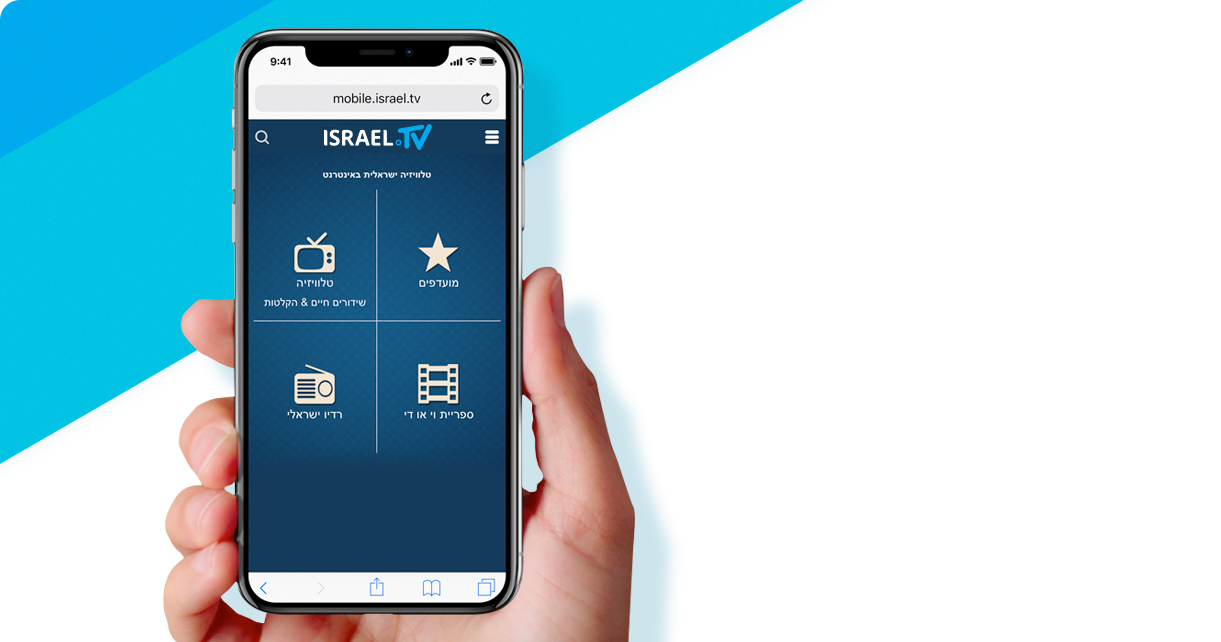 9:41
mobile.israel.tv
ISRAEL.TV
טלוויזיה ישראלית באינטרנט
מועדפים
טלוויזיה
שידורים חיים & הקלטות
ספריית וי או די
רדיו ישראלי